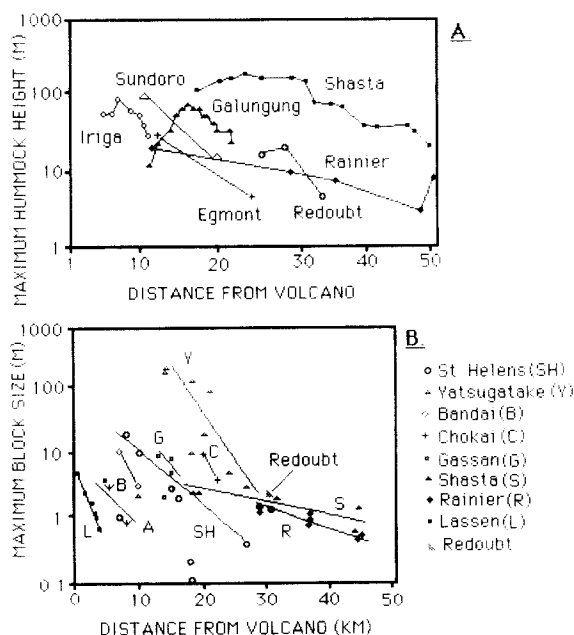 A.
MAXIMUM HUMMOCK HEIGHT (M)
1000
100
10
1
Sundoro
Galungung
Shasta
Iriga
Rainier
Egmont
Redoubt
1 10 20 30 40 50
DISTANCE FROM VOLCANO
B.
MAXIMUM BLOCK SIZE (M)
1000
100
10
1
0.1
Y
G
C
Redoubt
B
S
L
A
SH
R
0 10 20 30 40 50
DISTANCE FROM VOLCANO (KM)
St Helens (SH)
Yatsugatake (Y)
Bandai (B)
Chokai (C)
Gassan (G)
Shasta (S)
Rainier (R)
Lassen (L)
Redoubt